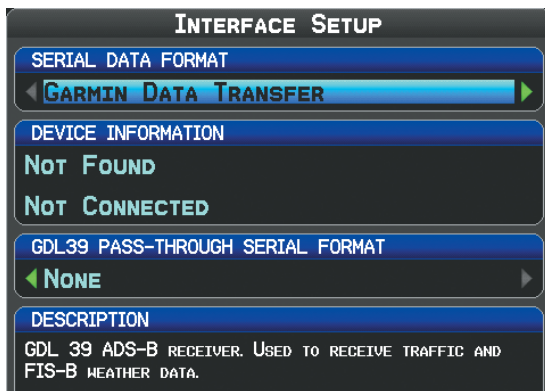 Interface Setup
SERIAL DATA FORMAT
Garmin Data Transfer
DEVICE INFORMATION
Not Found
Not Connected
GDL39 PASS-THROUGH SERIAL FORMAT
None
DESCRIPTION
GDL 39 ADS-B receiver. Used to receive traffic and
FIS-B weather data.